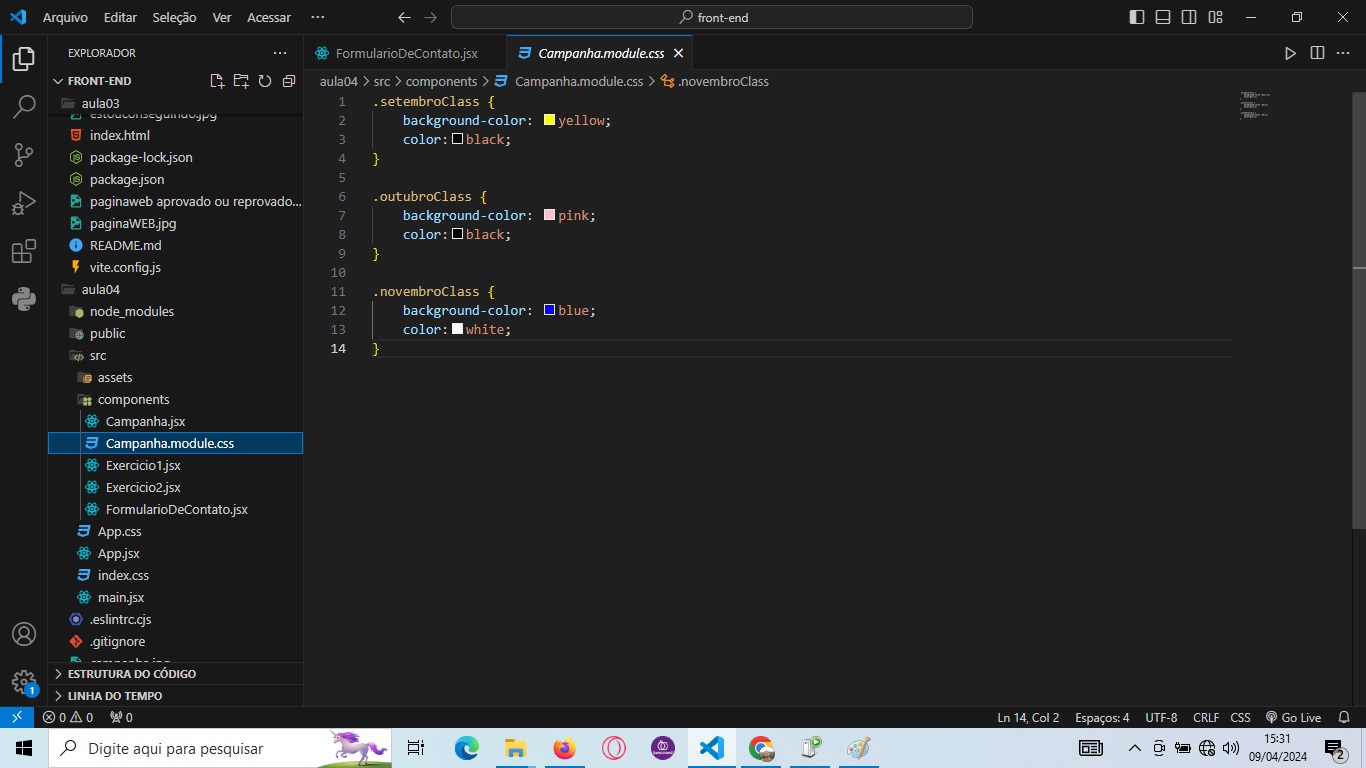 Arquivo Editar Seleção Ver Acessar ··· front-end
EXPLORADOR ···
FRONT-END
aula03
estouconseguindo.jpg
index.html
package-lock.json
package.json
paginaweb aprovado ou reprovado...
paginaWEB.jpg
README.md
vite.config.js
aula04
node_modules
public
src
assets
components
Campanha.jsx
Campanha.module.css
Exercicio1.jsx
Exercicio2.jsx
FormularioDeContato.jsx
App.css
App.jsx
index.css
main.jsx
.eslintrc.cjs
.gitignore
campanha.jpg
ESTRUTURA DO CÓDIGO
LINHA DO TEMPO
FormularioDeContato.jsx Campanha.module.css
aula04 > src > components > Campanha.module.css > .novembroClass
1 .setembroClass {
2 background-color: yellow;
3 color: black;
4 }
5
6 .outubroClass {
7 background-color: pink;
8 color: black;
9 }
10
11 .novembroClass {
12 background-color: blue;
13 color: white;
14 }
1
0 0 0 Ln 14, Col 2 Espaços: 4 UTF-8 CRLF CSS Go Live
Digite aqui para pesquisar
15:31
09/04/2024
2